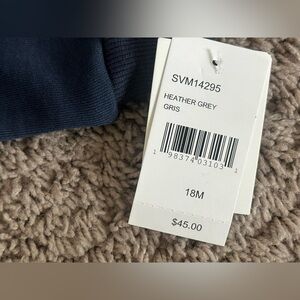 SVM14295
HEATHER GREY
GRIS
1 98374 03103 1
18M
$45.00